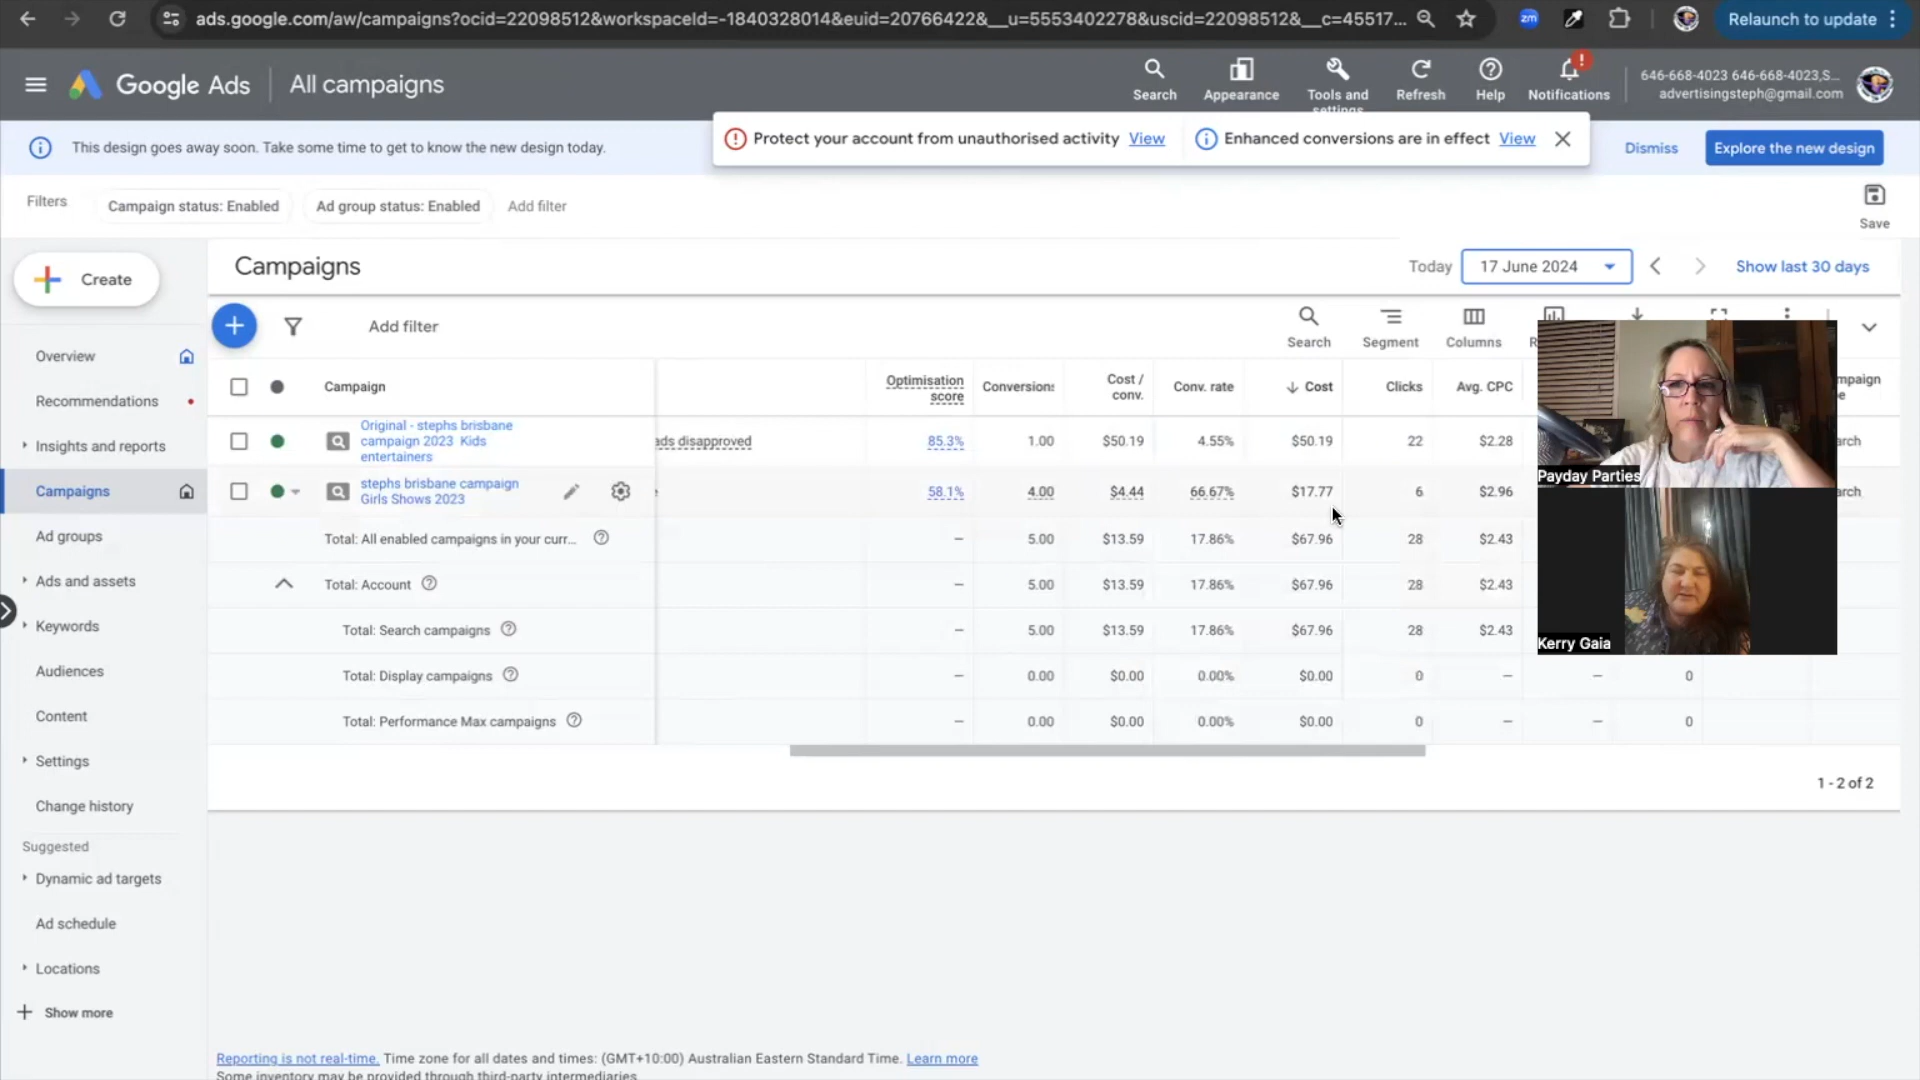 ads.google.com/aw/campaigns?ocid=22098512&workspaceId=-1840328014&euid=20766422&__u=5553402278&uscid=22098512&__c=45517...
zm
Relaunch to update
Google Ads
All campaigns
Search
Appearance
Tools and settings
Refresh
Help
Notifications
646-668-4023 646-668-4023,S...
advertisingsteph@gmail.com
This design goes away soon. Take some time to get to know the new design today.
Protect your account from unauthorised activity View
Enhanced conversions are in effect View
Dismiss
Explore the new design
Filters
Campaign status: Enabled
Ad group status: Enabled
Add filter
Save
Create
Campaigns
Today
17 June 2024
Show last 30 days
Add filter
Search
Segment
Columns
R
Overview
Recommendations
Insights and reports
Campaigns
Ad groups
Ads and assets
Keywords
Audiences
Content
Settings
Change history
Suggested
Dynamic ad targets
Ad schedule
Locations
Show more
Campaign
Optimisation score
Conversions
Cost / conv.
Conv. rate
Cost
Clicks
Avg. CPC
mpaign
Original - stephs brisbane
campaign 2023 Kids
entertainers
ads disapproved
85.3%
1.00
$50.19
4.55%
$50.19
22
$2.28
arch
stephs brisbane campaign
Girls Shows 2023
58.1%
4.00
$4.44
66.67%
$17.77
6
$2.96
arch
Total: All enabled campaigns in your curr...
–
5.00
$13.59
17.86%
$67.96
28
$2.43
Total: Account
–
5.00
$13.59
17.86%
$67.96
28
$2.43
Total: Search campaigns
–
5.00
$13.59
17.86%
$67.96
28
$2.43
Total: Display campaigns
–
0.00
$0.00
0.00%
$0.00
0
–
–
0
Total: Performance Max campaigns
–
0.00
$0.00
0.00%
$0.00
0
–
–
0
Payday Parties
Kerry Gaia
1 - 2 of 2
Reporting is not real-time. Time zone for all dates and times: (GMT+10:00) Australian Eastern Standard Time. Learn more
Some inventory may be provided through third-party intermediaries.